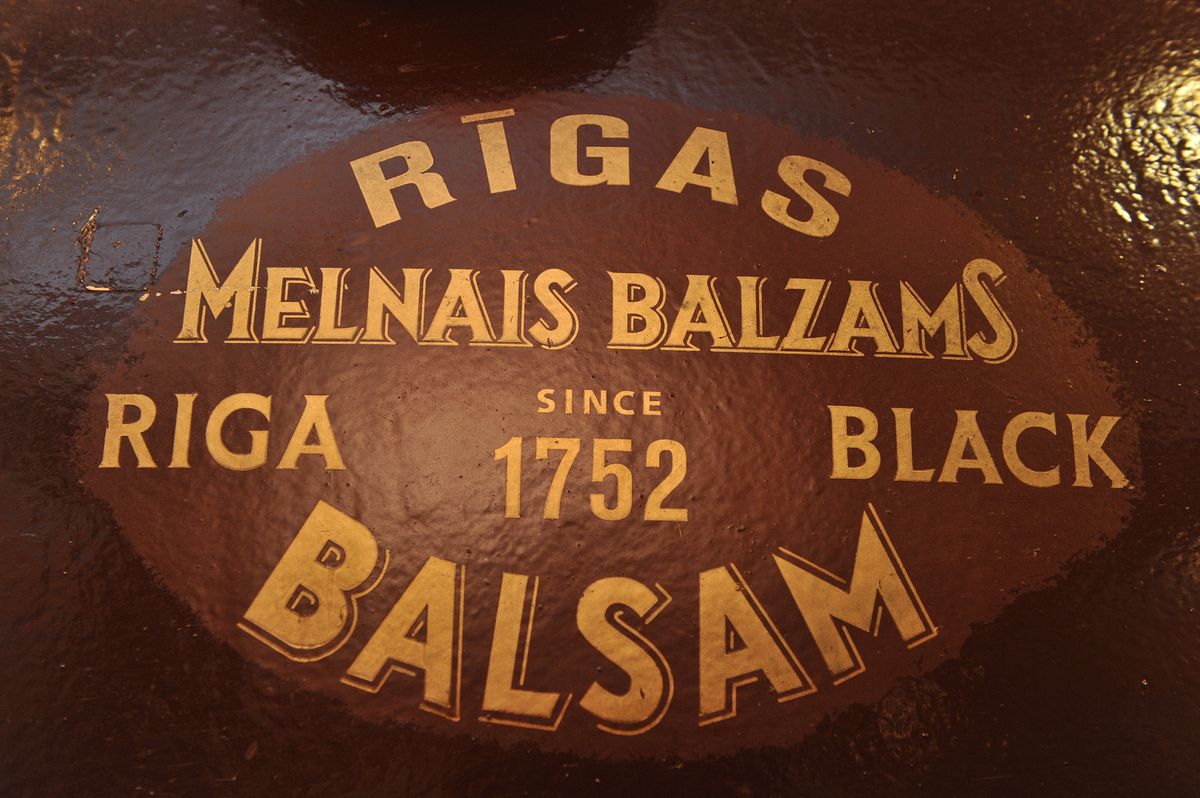 RĪGAS
MELNAIS BALZAMS
SINCE
1752
RIGA BLACK
BALSAM